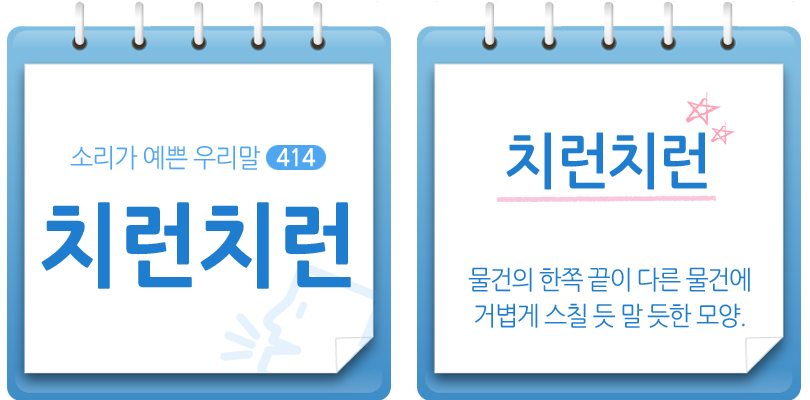 소리가 예쁜 우리말 414
치런치런
치런치런
물건의 한쪽 끝이 다른 물건에
거볍게 스칠 듯 말 듯한 모양.